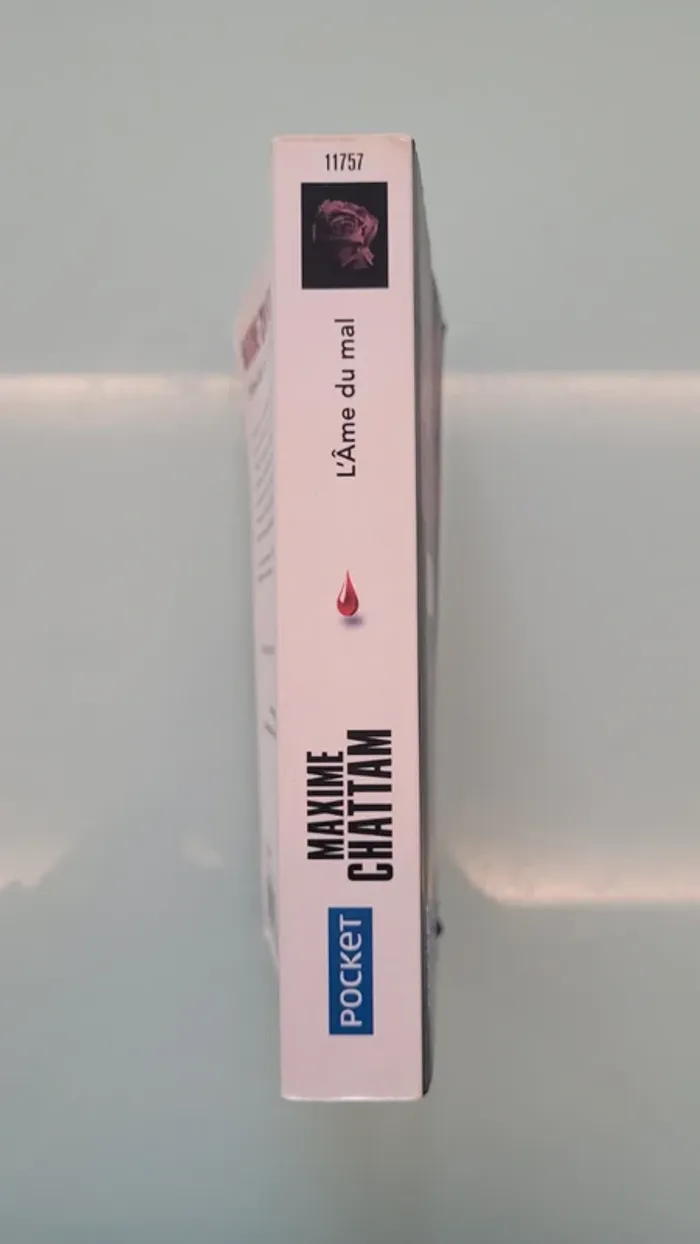 11757
L'Âme du mal
MAXIME
CHATTAM
POCKET